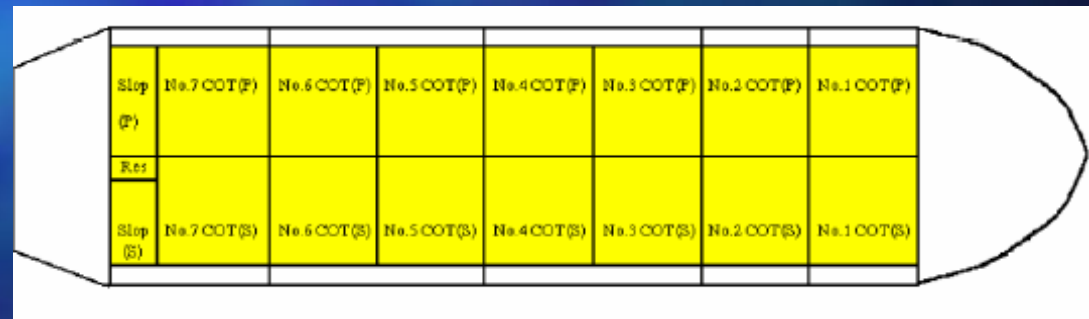 Slop No.7 COT(P) No.6 COT(P) No.5 COT(P) No.4 COT(P) No.3 COT(P) No.2 COT(P) No.1 COT(P)
(P)
Res
Slop No.7 COT(S) No.6 COT(S) No.5 COT(S) No.4 COT(S) No.3 COT(S) No.2 COT(S) No.1 COT(S)
(S)